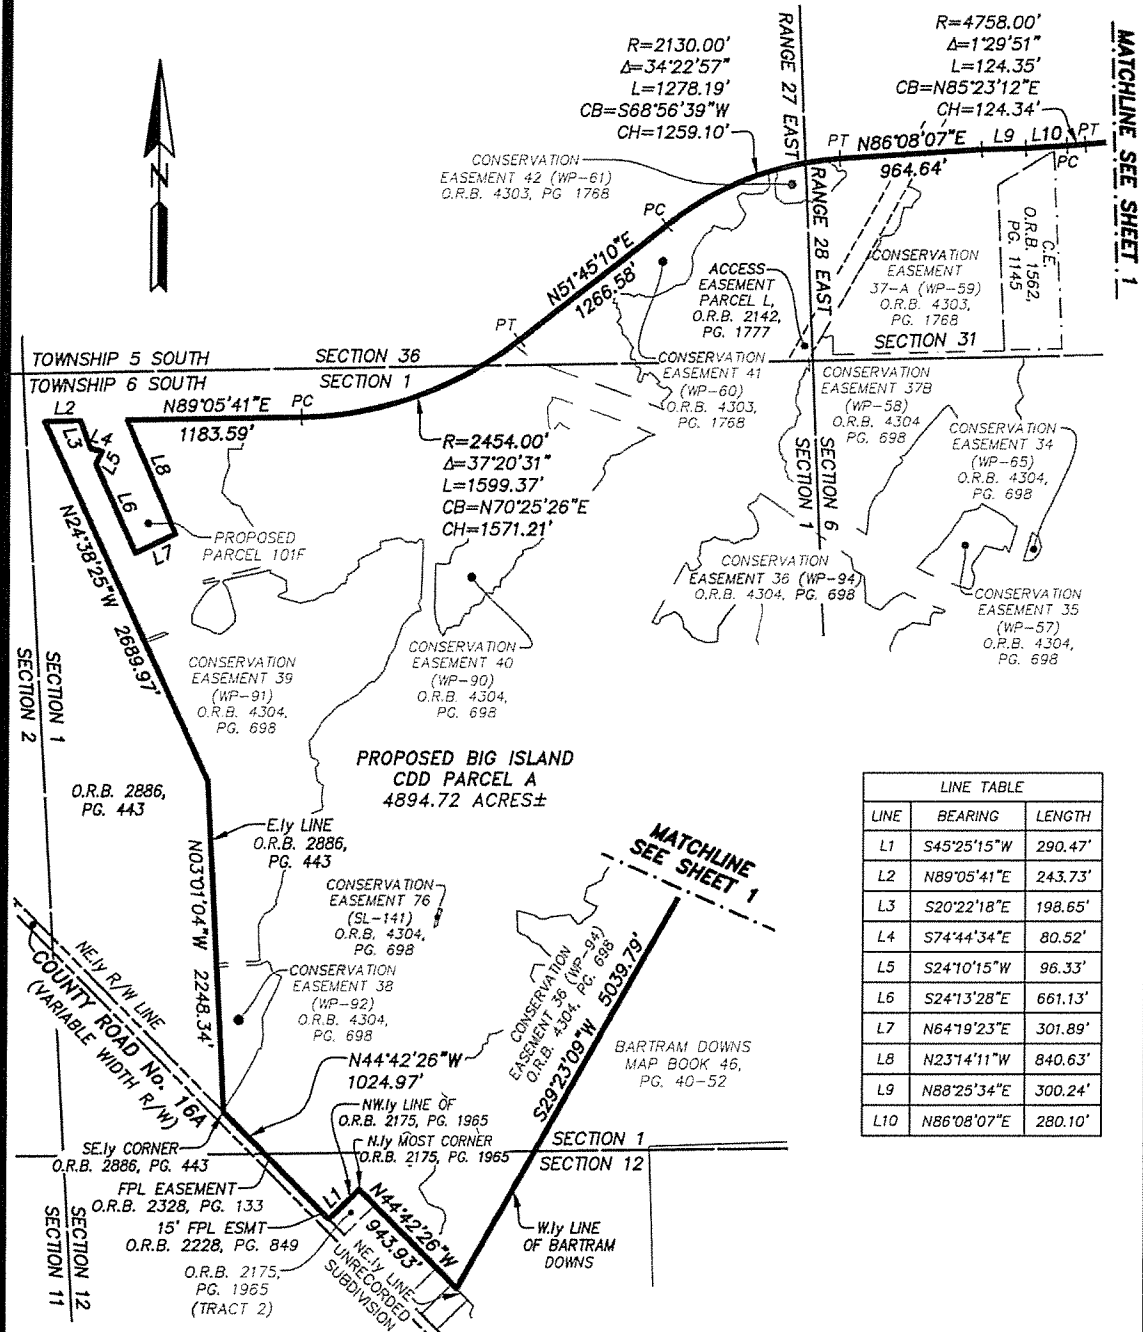 R=2130.00'
Δ=34°22'57"
L=1278.19'
CB=S68°56'39"W
CH=1259.10'
RANGE 27 EAST
RANGE 28 EAST
R=4758.00'
Δ=1°29'51"
L=124.35'
CB=N85°23'12"E
CH=124.34'
MATCHLINE SEE SHEET 1
N
CONSERVATION
EASEMENT 42 (WP-61)
O.R.B. 4303, PG 1768
PT
N86°08'07"E
964.64'
L9
L10
PC
PT
C.E.
O.R.B. 1562,
PG. 1145
PC
N51°45'10"E
1266.58'
PT
ACCESS
EASEMENT
PARCEL L,
O.R.B. 2142,
PG. 1777
CONSERVATION
EASEMENT
37-A (WP-59)
O.R.B. 4303,
PG. 1768
SECTION 31
TOWNSHIP 5 SOUTH
SECTION 36
TOWNSHIP 6 SOUTH
SECTION 1
CONSERVATION
EASEMENT 41
(WP-60)
O.R.B. 4303,
PG. 1768
CONSERVATION
EASEMENT 37B
(WP-58)
O.R.B. 4304
PG. 698
CONSERVATION
EASEMENT 34
(WP-65)
O.R.B. 4304,
PG. 698
L2
L3
L4
L5
L6
L7
L8
N89°05'41"E
1183.59'
PC
R=2454.00'
Δ=37°20'31"
L=1599.37'
CB=N70°25'26"E
CH=1571.21'
SECTION 6
SECTION 1
PROPOSED
PARCEL 101F
N24°38'25"W 2689.97'
CONSERVATION
EASEMENT 36 (WP-94)
O.R.B. 4304, PG. 698
CONSERVATION
EASEMENT 35
(WP-57)
O.R.B. 4304,
PG. 698
SECTION 1
SECTION 2
CONSERVATION
EASEMENT 39
(WP-91)
O.R.B. 4304,
PG. 698
CONSERVATION
EASEMENT 40
(WP-90)
O.R.B. 4304,
PG. 698
PROPOSED BIG ISLAND
CDD PARCEL A
4894.72 ACRES±
O.R.B. 2886,
PG. 443
E.ly LINE
O.R.B. 2886,
PG. 443
N03°01'04"W 2248.34'
CONSERVATION
EASEMENT 76
(SL-141)
O.R.B. 4304,
PG. 698
MATCHLINE
SEE SHEET 1
LINE TABLE
LINE BEARING LENGTH
L1 S45°25'15"W 290.47'
L2 N89°05'41"E 243.73'
L3 S20°22'18"E 198.65'
L4 S74°44'34"E 80.52'
L5 S24°10'15"W 96.33'
L6 S24°13'28"E 661.13'
L7 N64°19'23"E 301.89'
L8 N23°14'11"W 840.63'
L9 N88°25'34"E 300.24'
L10 N86°08'07"E 280.10'
NE.ly R/W LINE
COUNTY ROAD No. 16A
(VARIABLE WIDTH R/W)
CONSERVATION
EASEMENT 38
(WP-92)
O.R.B. 4304,
PG. 698
CONSERVATION
EASEMENT 36 (WP-94)
O.R.B. 4304, PG. 698
S29°23'09"W 5039.79'
BARTRAM DOWNS
MAP BOOK 46,
PG. 40-52
N44°42'26"W
1024.97'
NW.ly LINE OF
O.R.B. 2175, PG. 1965
N.ly MOST CORNER
O.R.B. 2175, PG. 1965
SECTION 1
SECTION 12
SE.ly CORNER
O.R.B. 2886, PG. 443
FPL EASEMENT
O.R.B. 2328, PG. 133
15' FPL ESMT
O.R.B. 2228, PG. 849
L1
N44°42'26"W
943.93'
W.ly LINE
OF BARTRAM
DOWNS
O.R.B. 2175,
PG. 1965
(TRACT 2)
NE.ly LINE
UNRECORDED
SUBDIVISION
SECTION 12
SECTION 11